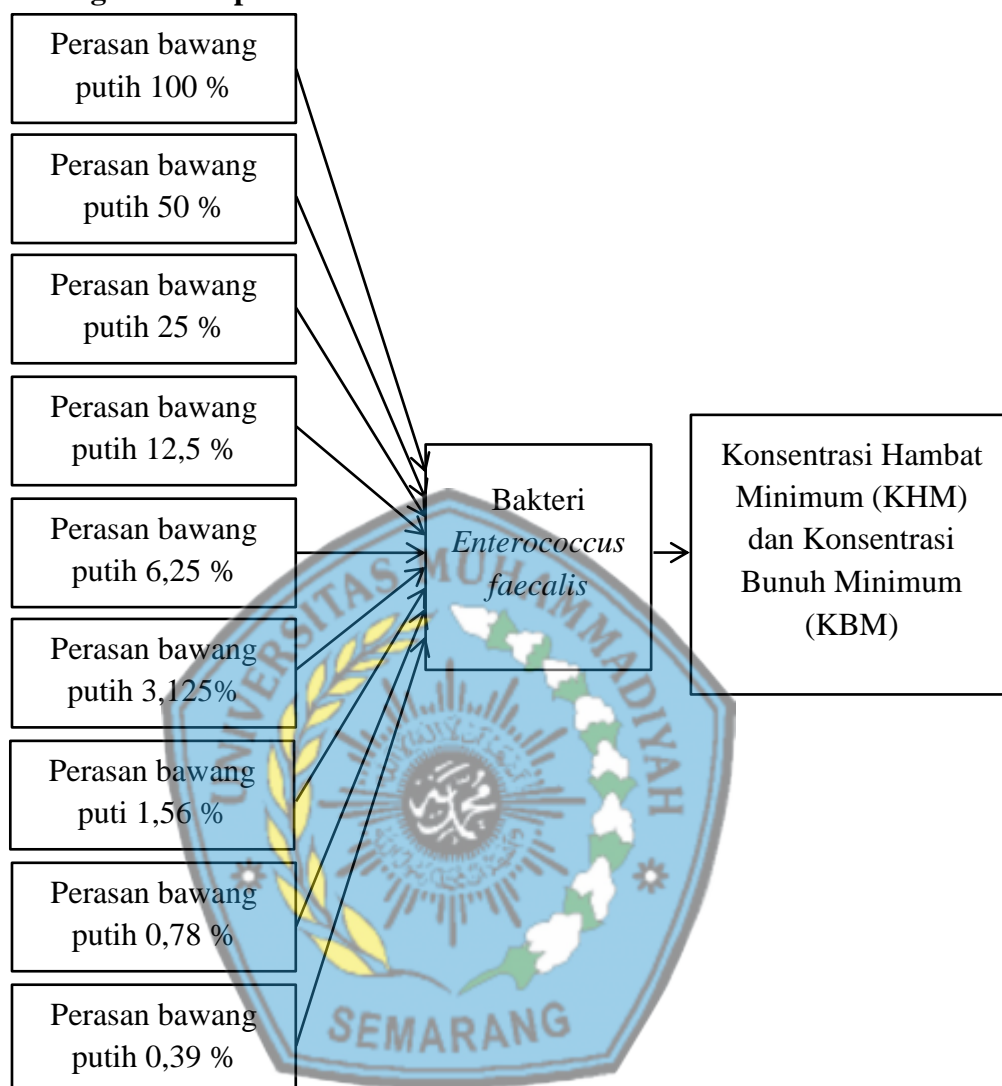 Perasan bawang
putih 100 %
Perasan bawang
putih 50 %
Perasan bawang
putih 25 %
Perasan bawang
putih 12,5 %
Perasan bawang
putih 6,25 %
Perasan bawang
putih 3,125%
Perasan bawang
puti 1,56 %
Perasan bawang
putih 0,78 %
Perasan bawang
putih 0,39 %
Bakteri
Enterococcus
faecalis
Konsentrasi Hambat
Minimum (KHM)
dan Konsentrasi
Bunuh Minimum
(KBM)
UNIVERSITAS MUHAMMADIYAH
SEMARANG